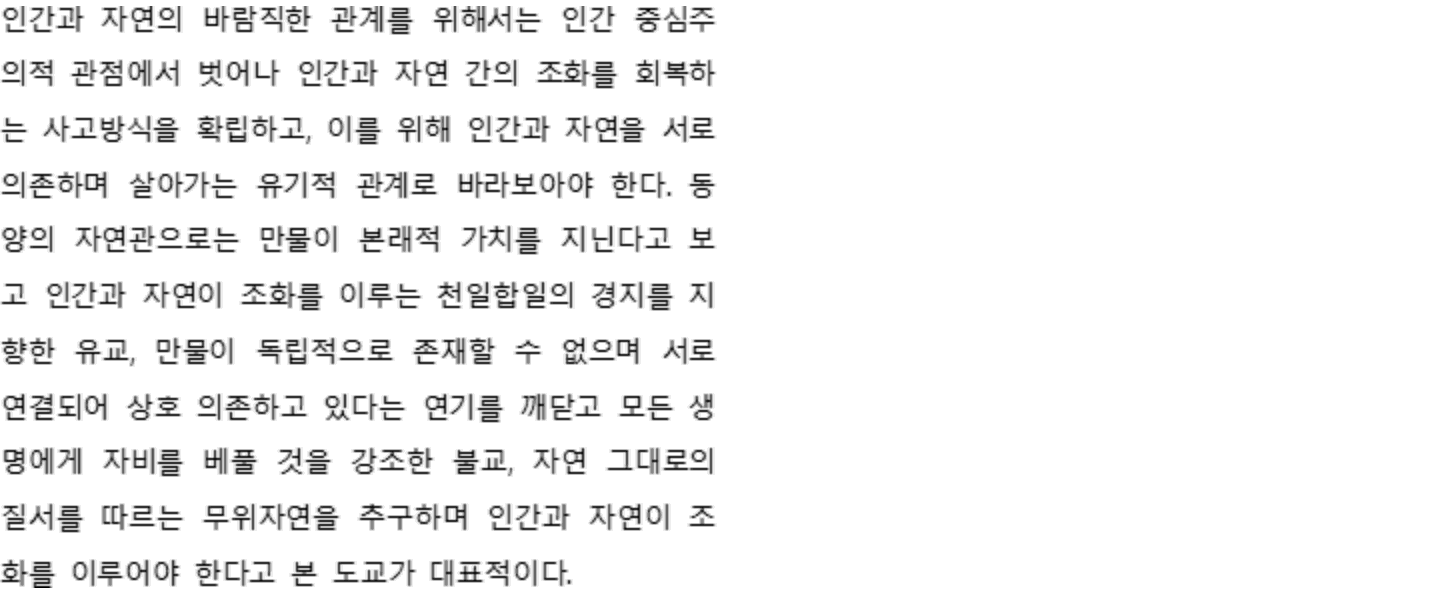 인간과 자연의 바람직한 관계를 위해서는 인간 중심주
의적 관점에서 벗어나 인간과 자연 간의 조화를 회복하
는 사고방식을 확립하고, 이를 위해 인간과 자연을 서로
의존하며 살아가는 유기적 관계로 바라보아야 한다. 동
양의 자연관으로는 만물이 본래적 가치를 지닌다고 보
고 인간과 자연이 조화를 이루는 천일합일의 경지를 지
향한 유교, 만물이 독립적으로 존재할 수 없으며 서로
연결되어 상호 의존하고 있다는 연기를 깨닫고 모든 생
명에게 자비를 베풀 것을 강조한 불교, 자연 그대로의
질서를 따르는 무위자연을 추구하며 인간과 자연이 조
화를 이루어야 한다고 본 도교가 대표적이다.